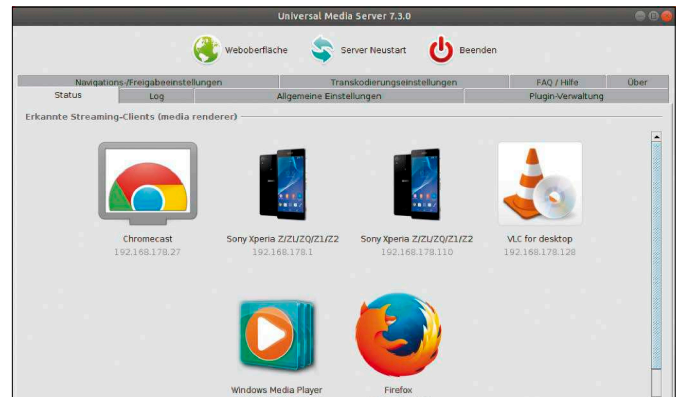 Universal Media Server 7.3.0
Weboberfläche Server Neustart Beenden
Navigations-/Freigabeeinstellungen Transkodierungseinstellungen FAQ / Hilfe Über
Status Log Allgemeine Einstellungen Plugin-Verwaltung
Erkannte Streaming-Clients (media renderer)
Chromecast Sony Xperia Z/ZL/ZQ/Z1/Z2 Sony Xperia Z/ZL/ZQ/Z1/Z2 VLC for desktop
192.168.178.27 192.168.178.1 192.168.178.110 192.168.178.128
Windows Media Player Firefox